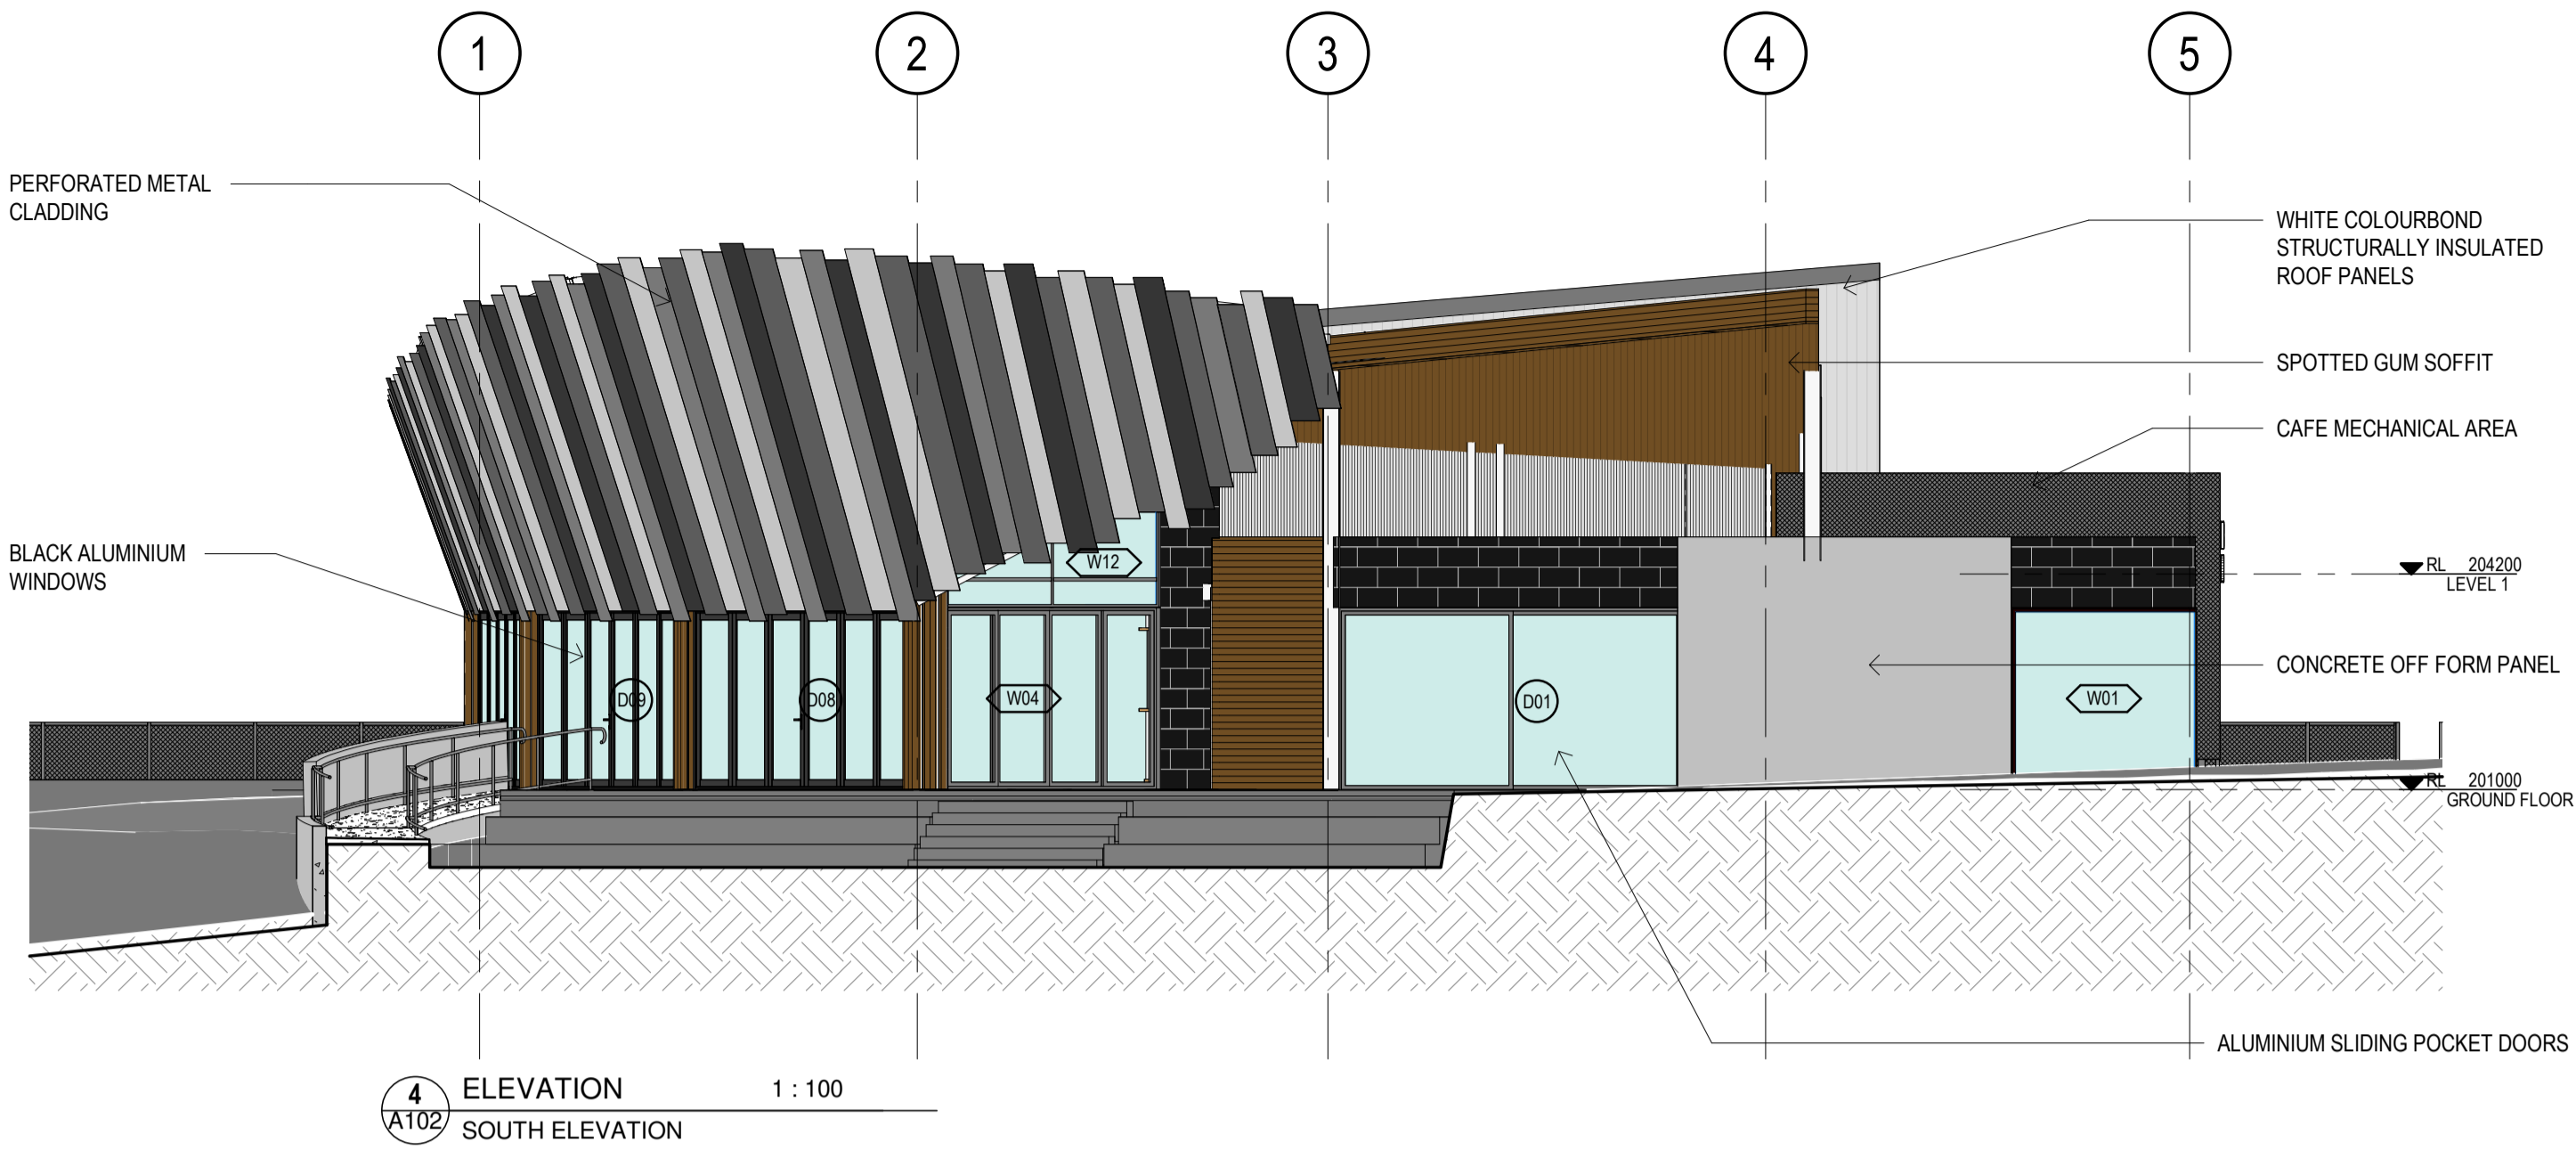 1
2
3
4
5
PERFORATED METAL
CLADDING
WHITE COLOURBOND
STRUCTURALLY INSULATED
ROOF PANELS
SPOTTED GUM SOFFIT
CAFE MECHANICAL AREA
BLACK ALUMINIUM
WINDOWS
W12
RL 204200
LEVEL 1
CONCRETE OFF FORM PANEL
D09
D08
W04
D01
W01
RL 201000
GROUND FLOOR
ALUMINIUM SLIDING POCKET DOORS
4
A102
ELEVATION 1 : 100
SOUTH ELEVATION